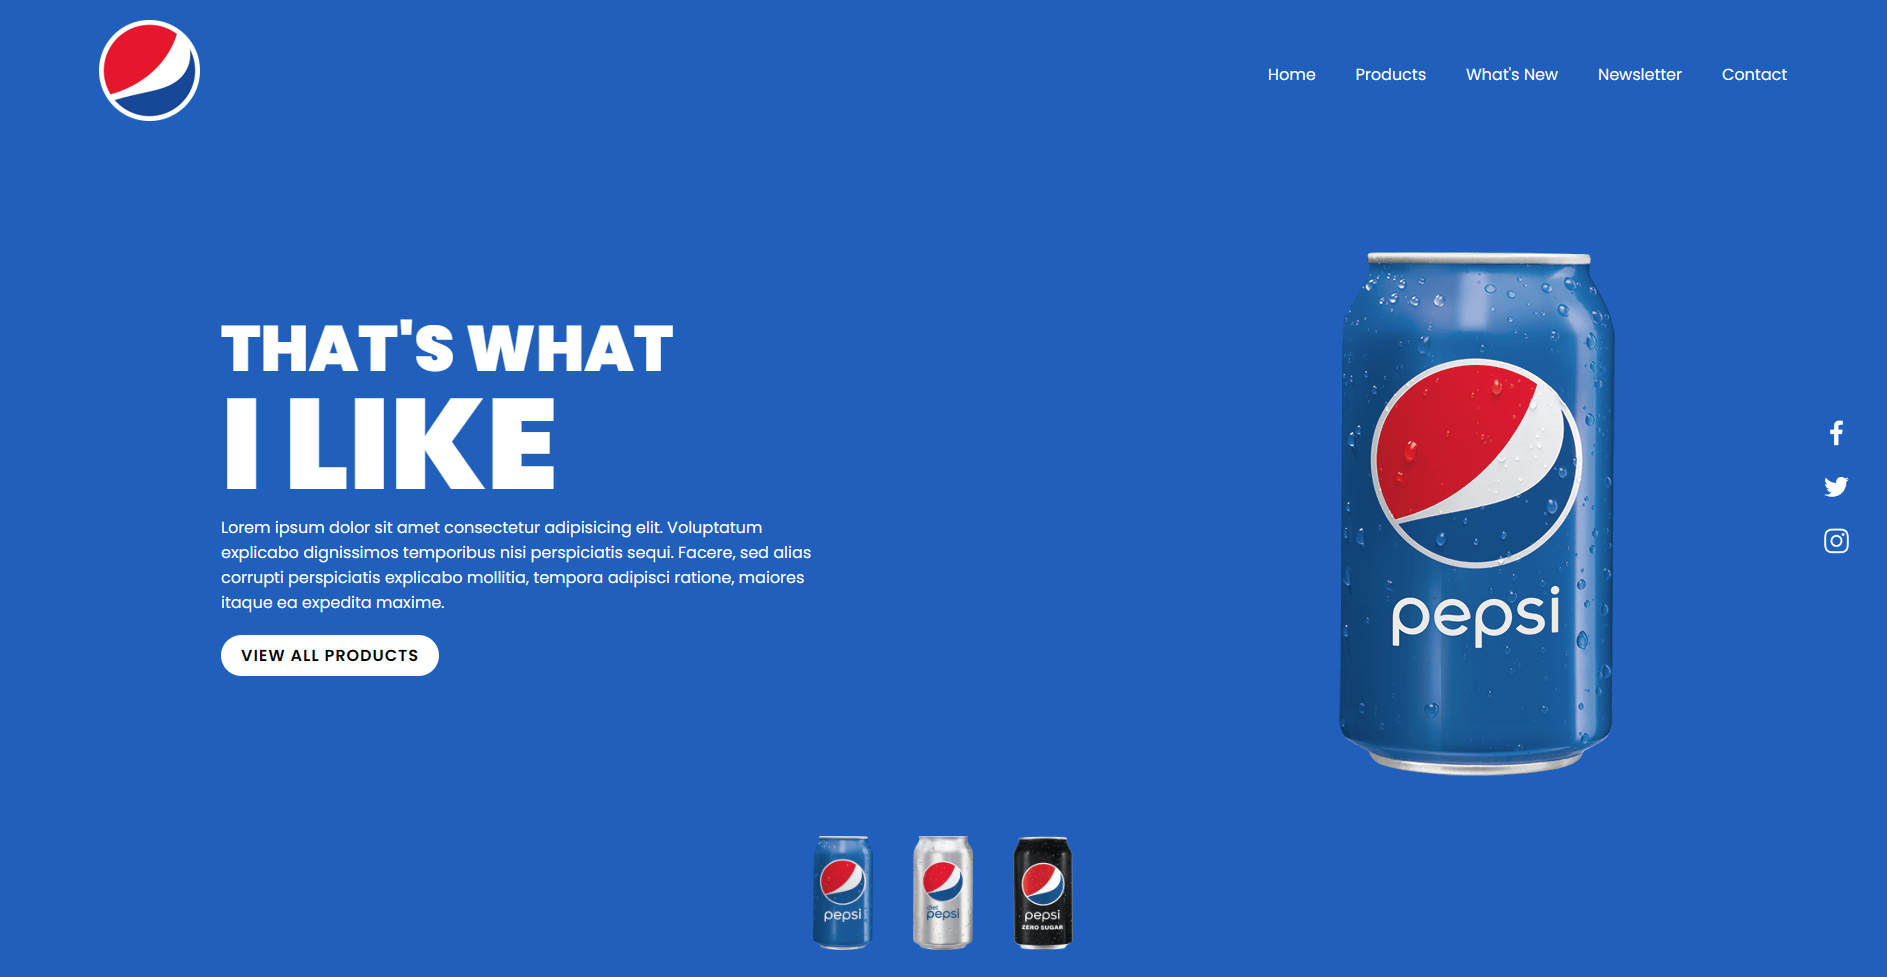 Home Products What's New Newsletter Contact
THAT'S WHAT
I LIKE
Lorem ipsum dolor sit amet consectetur adipisicing elit. Voluptatum
explicabo dignissimos temporibus nisi perspiciatis sequi. Facere, sed alias
corrupti perspiciatis explicabo mollitia, tempora adipisci ratione, maiores
itaque ea expedita maxime.
VIEW ALL PRODUCTS
pepsi
pepsi
diet
pepsi
pepsi
ZERO SUGAR